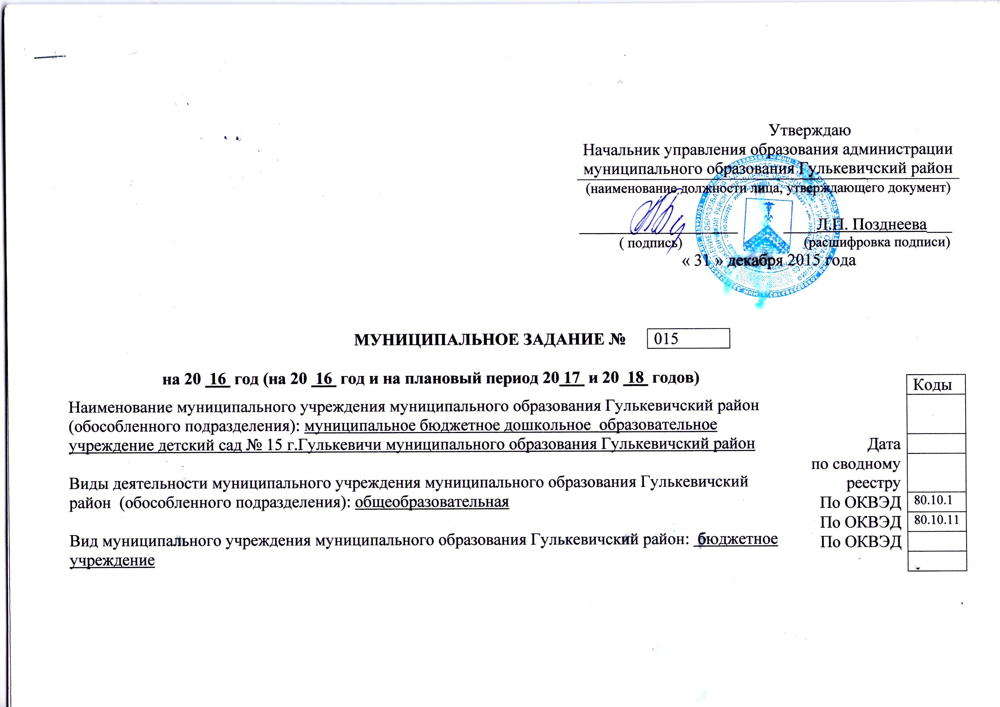 Утверждаю
Начальник управления образования администрации
муниципального образования Гулькевичский район
(наименование должности лица, утверждающего документ)
Л.П. Позднеева
( подпись) (расшифровка подписи)
« 31 » декабря 2015 года
МУНИЦИПАЛЬНОЕ ЗАДАНИЕ № 015
на 20 16 год (на 20 16 год и на плановый период 20 17 и 20 18 годов)
Коды
Наименование муниципального учреждения муниципального образования Гулькевичский район
(обособленного подразделения): муниципальное бюджетное дошкольное образовательное
учреждение детский сад № 15 г.Гулькевичи муниципального образования Гулькевичский район
Дата
по сводному
реестру
Виды деятельности муниципального учреждения муниципального образования Гулькевичский
район (обособленного подразделения): общеобразовательная
По ОКВЭД 80.10.1
По ОКВЭД 80.10.11
Вид муниципального учреждения муниципального образования Гулькевичский район: бюджетное
По ОКВЭД
учреждение